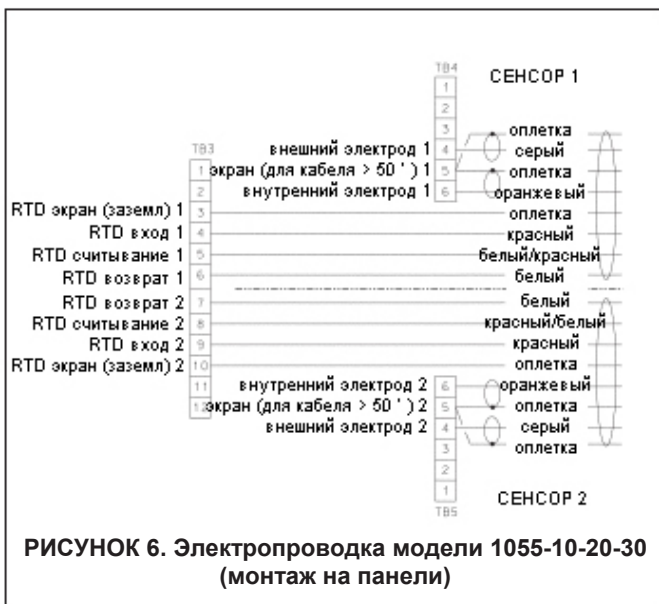 TB4
СЕНСОР 1
1
2
3 оплетка
внешний электрод 1 4 серый
TB3
1 экран (для кабеля > 50 ' ) 1 5 оплетка
2 внутренний электрод 1 6 оранжевый
RTD экран (заземл) 1 3 оплетка
RTD вход 1 4 красный
RTD считывание 1 5 белый/красный
RTD возврат 1 6 белый
RTD возврат 2 7 белый
RTD считывание 2 8 красный/белый
RTD вход 2 9 красный
RTD экран (заземл) 2 10 оплетка
11 внутренний электрод 2 6 оранжевый
12 экран (для кабеля > 50 ' ) 2 5 оплетка
внешний электрод 2 4 серый
3 оплетка
2
1
СЕНСОР 2
TB5
РИСУНОК 6. Электропроводка модели 1055-10-20-30
(монтаж на панели)